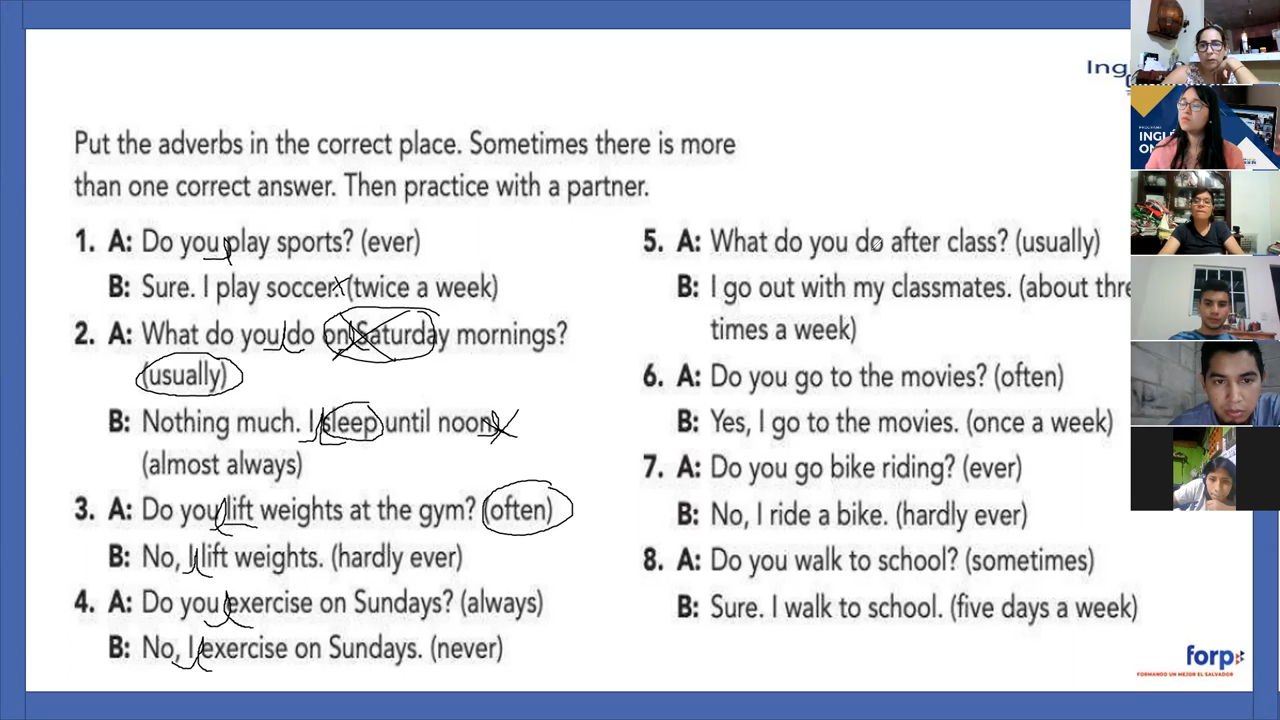 Put the adverbs in the correct place. Sometimes there is more
than one correct answer. Then practice with a partner.
1. A: Do you play sports? (ever)
B: Sure. I play soccer. (twice a week)
2. A: What do you do on Saturday mornings?
(usually)
B: Nothing much. I sleep until noon.
(almost always)
3. A: Do you lift weights at the gym? (often)
B: No, I lift weights. (hardly ever)
4. A: Do you exercise on Sundays? (always)
B: No, I exercise on Sundays. (never)
5. A: What do you do after class? (usually)
B: I go out with my classmates. (about thre
times a week)
6. A: Do you go to the movies? (often)
B: Yes, I go to the movies. (once a week)
7. A: Do you go bike riding? (ever)
B: No, I ride a bike. (hardly ever)
8. A: Do you walk to school? (sometimes)
B: Sure. I walk to school. (five days a week)
Ing
INGLÉ
ON
forp
FORMANDO UN MEJOR EL SALVADOR